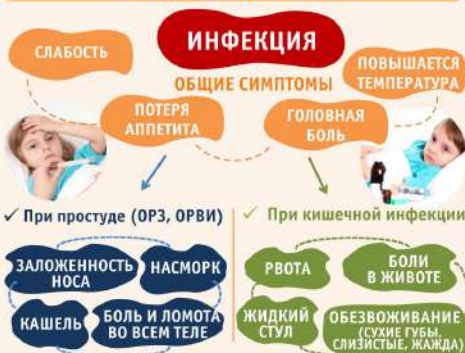 ИНФЕКЦИЯ
СЛАБОСТЬ
ОБЩИЕ СИМПТОМЫ
ПОВЫШАЕТСЯ
ТЕМПЕРАТУРА
ПОТЕРЯ
АППЕТИТА
ГОЛОВНАЯ
БОЛЬ
✓ При простуде (ОРЗ, ОРВИ)
ЗАЛОЖЕННОСТЬ
НОСА
НАСМОРК
КАШЕЛЬ
БОЛЬ И ЛОМОТА
ВО ВСЕМ ТЕЛЕ
✓ При кишечной инфекции
РВОТА
БОЛИ
В ЖИВОТЕ
ЖИДКИЙ
СТУЛ
ОБЕЗВОЖИВАНИЕ
(СУХИЕ ГУБЫ,
СЛИЗИСТЫЕ, ЖАЖДА)